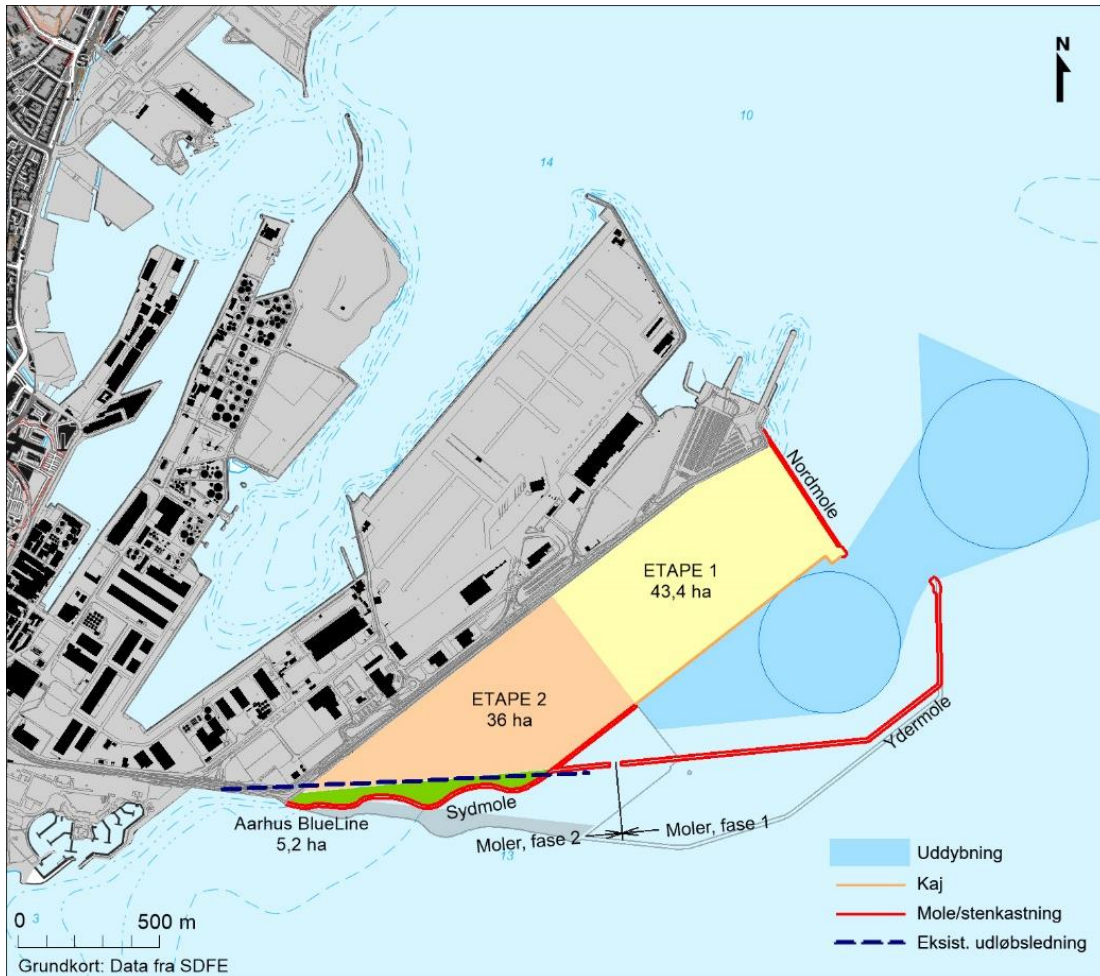 N
10
14
Nordmole
ETAPE 1
43,4 ha
ETAPE 2
36 ha
Ydermole
Sydmole
Aarhus BlueLine
5,2 ha
Moler, fase 2
Moler, fase 1
13
3
0 500 m
Grundkort: Data fra SDFE
Uddybning
Kaj
Mole/stenkastning
Eksist. udløbsledning